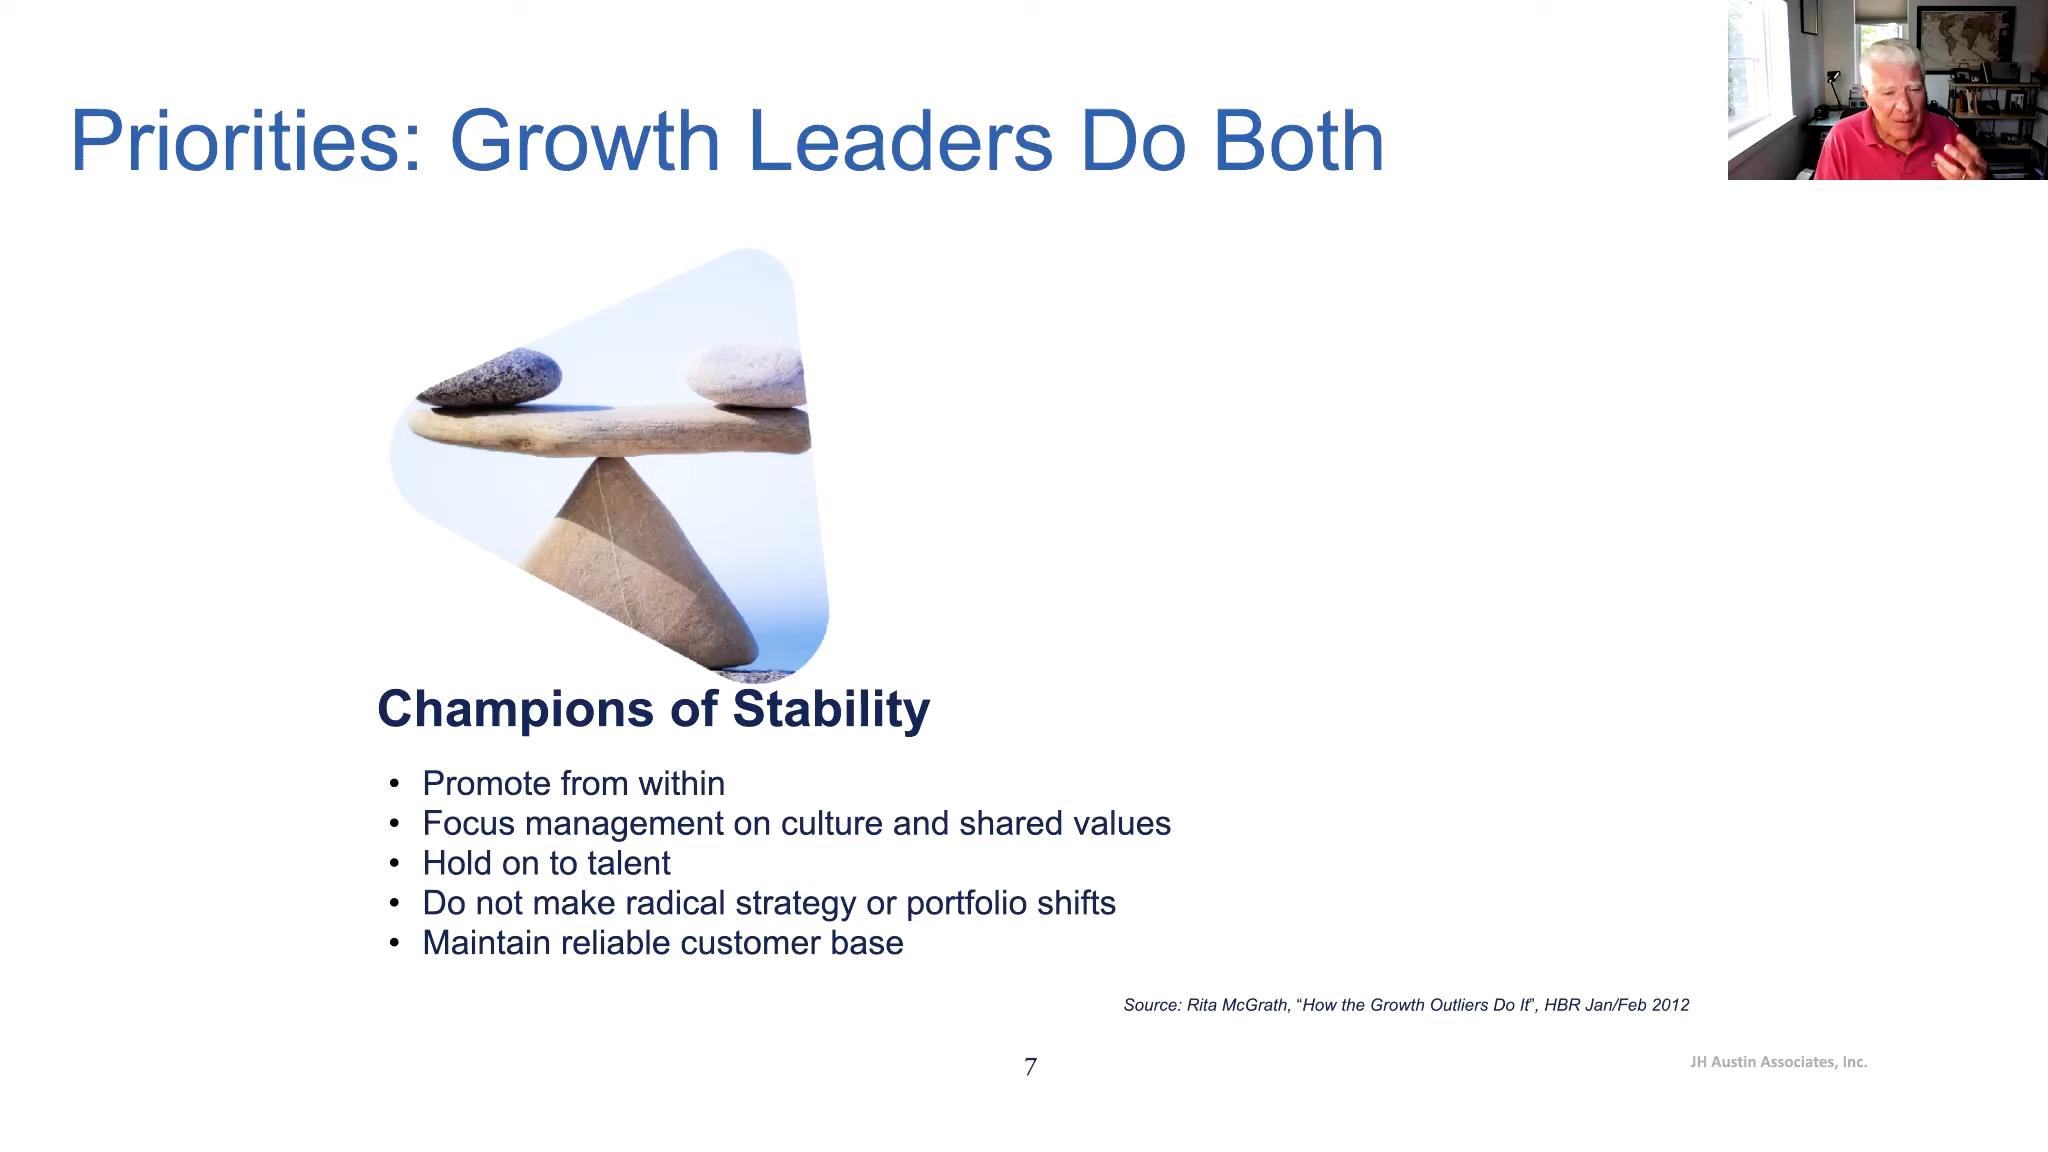 Priorities: Growth Leaders Do Both
Champions of Stability
• Promote from within
• Focus management on culture and shared values
• Hold on to talent
• Do not make radical strategy or portfolio shifts
• Maintain reliable customer base
Source: Rita McGrath, “How the Growth Outliers Do It”, HBR Jan/Feb 2012
7
JH Austin Associates, Inc.